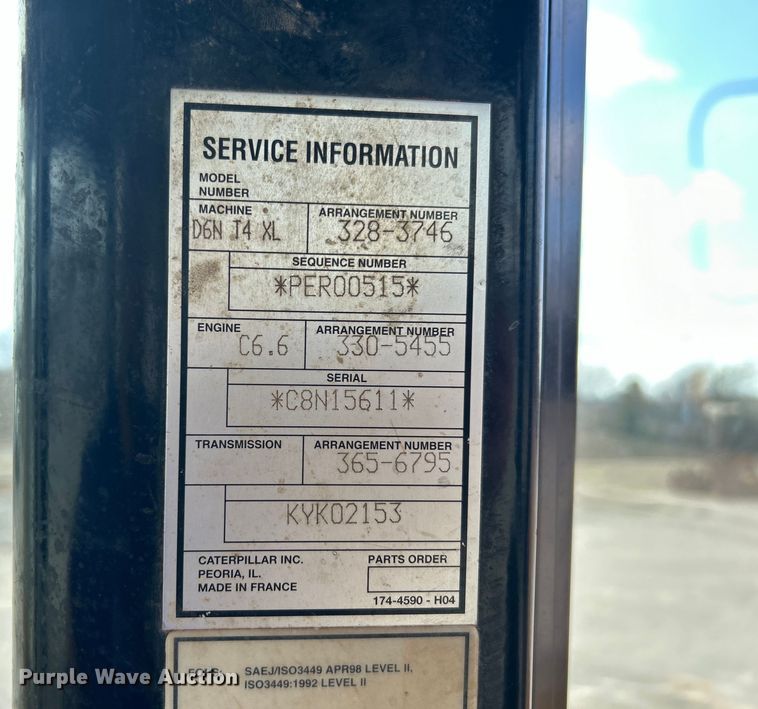 SERVICE INFORMATION
MODEL
NUMBER
MACHINE ARRANGEMENT NUMBER
D6N T4 XL 328-3746
SEQUENCE NUMBER
*PER00515*
ENGINE ARRANGEMENT NUMBER
C6.6 330-5455
SERIAL
*C8N15611*
TRANSMISSION ARRANGEMENT NUMBER
365-6795
KYK02153
CATERPILLAR INC. PARTS ORDER
PEORIA, IL.
MADE IN FRANCE
174-4590 - H04
FOPS: SAEJ/ISO3449 APR98 LEVEL II,
ISO3449:1992 LEVEL II
Purple Wave Auction